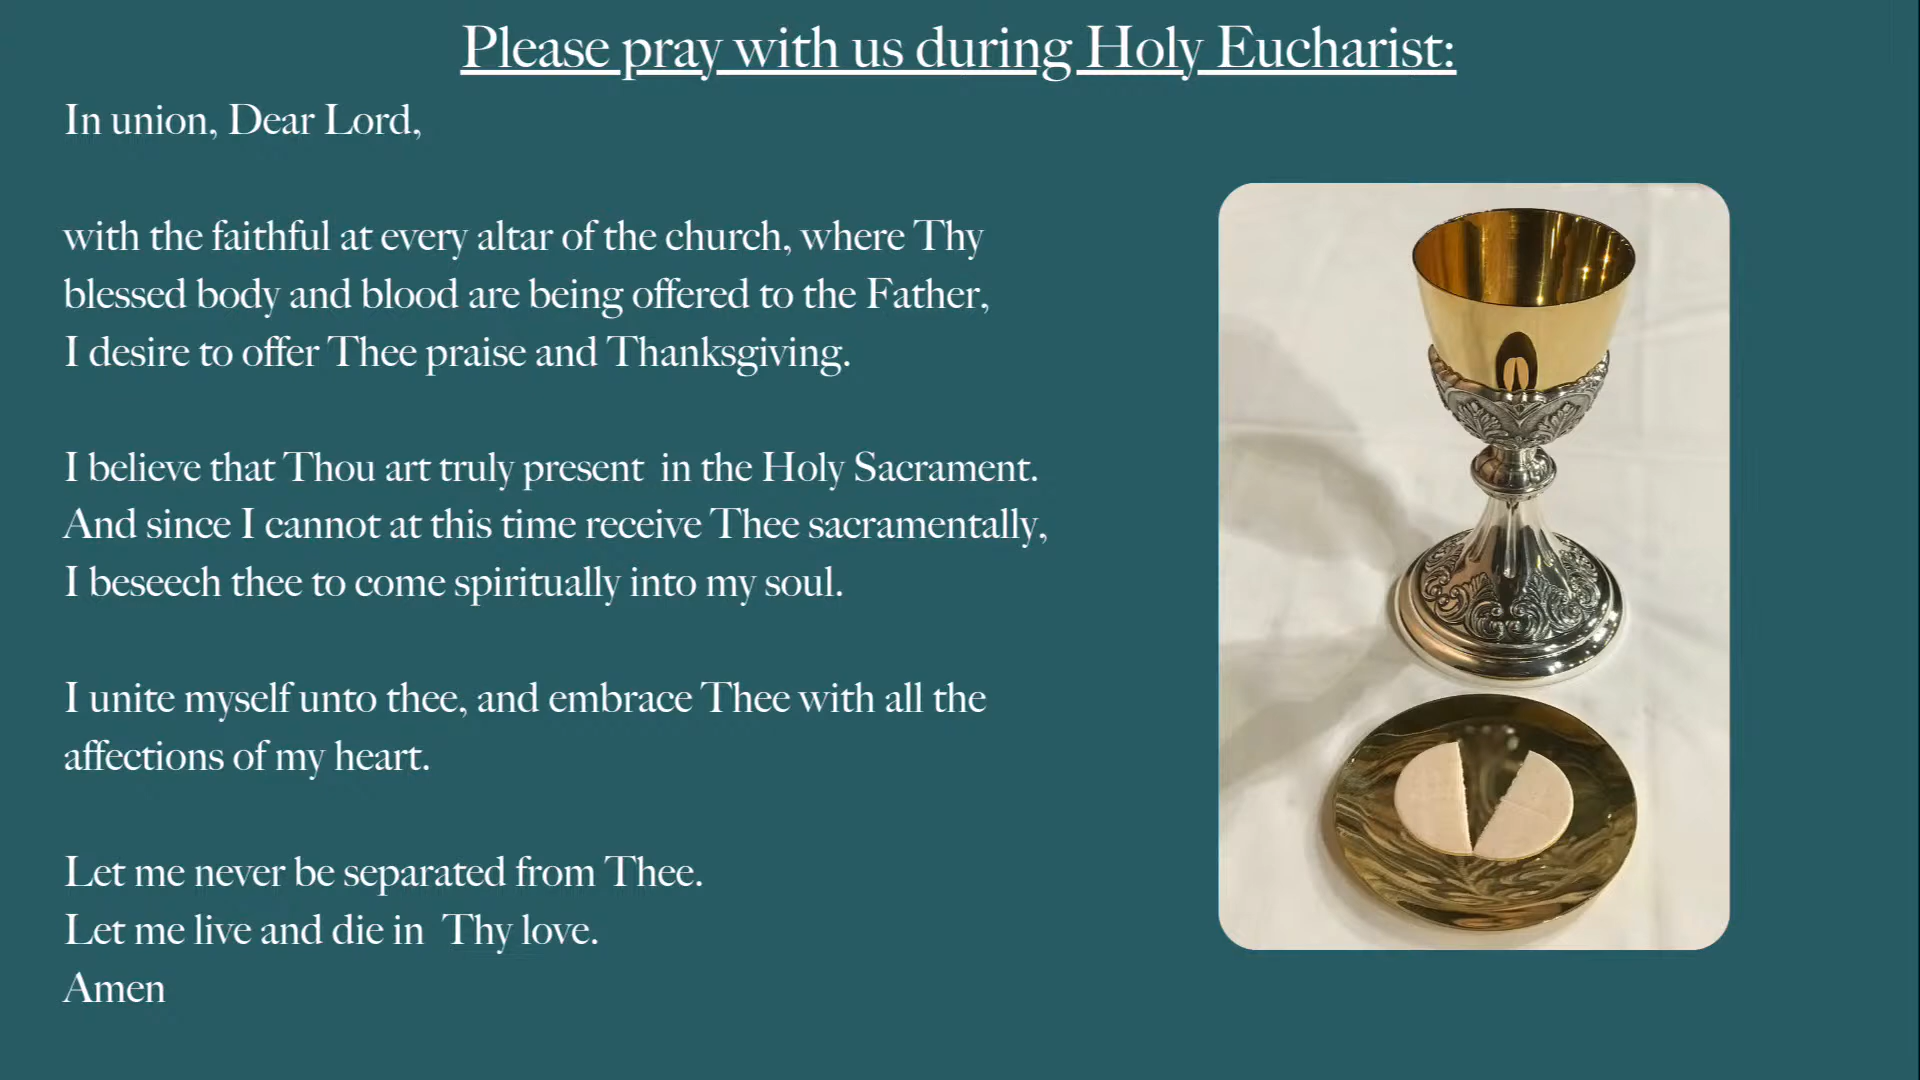 Please pray with us during Holy Eucharist:
In union, Dear Lord,
with the faithful at every altar of the church, where Thy
blessed body and blood are being offered to the Father,
I desire to offer Thee praise and Thanksgiving.
I believe that Thou art truly present  in the Holy Sacrament.
And since I cannot at this time receive Thee sacramentally,
I beseech thee to come spiritually into my soul.
I unite myself unto thee, and embrace Thee with all the
affections of my heart.
Let me never be separated from Thee.
Let me live and die in  Thy love.
Amen